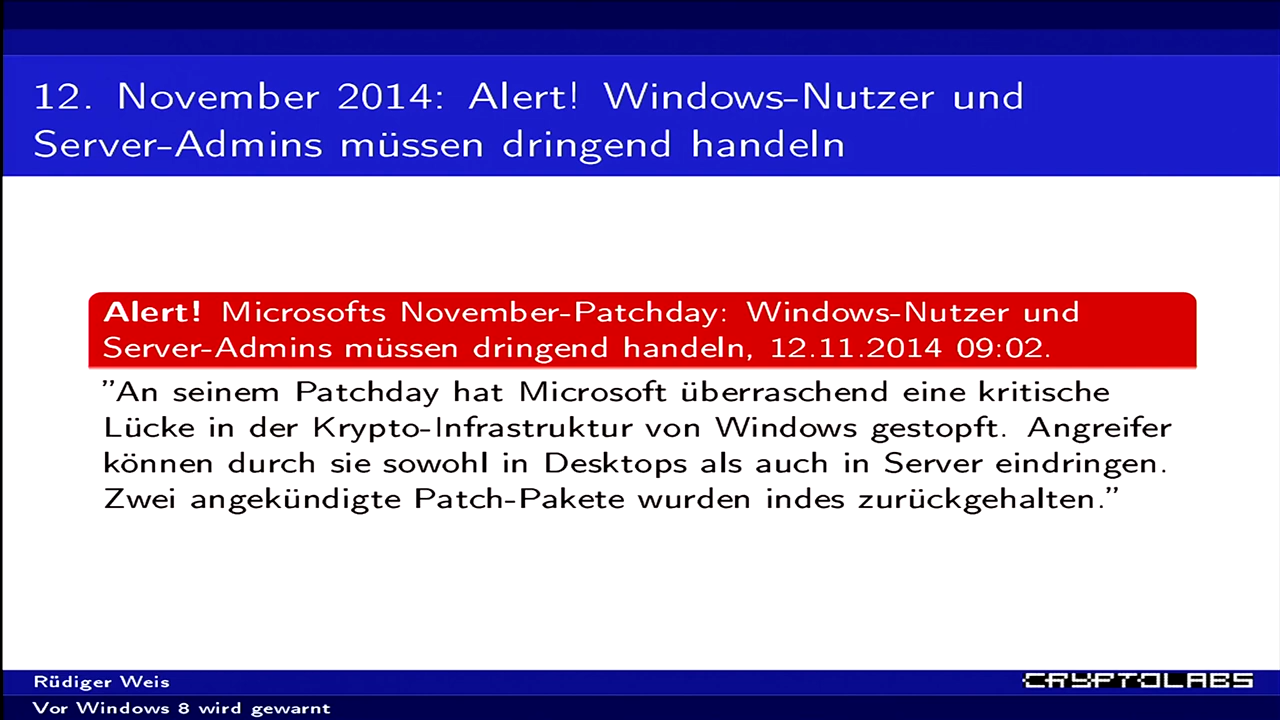 12. November 2014: Alert! Windows-Nutzer und
Server-Admins müssen dringend handeln
Alert! Microsofts November-Patchday: Windows-Nutzer und
Server-Admins müssen dringend handeln, 12.11.2014 09:02.
”An seinem Patchday hat Microsoft überraschend eine kritische
Lücke in der Krypto-Infrastruktur von Windows gestopft. Angreifer
können durch sie sowohl in Desktops als auch in Server eindringen.
Zwei angekündigte Patch-Pakete wurden indes zurückgehalten.”
Rüdiger Weis
CRYPTOLABS
Vor Windows 8 wird gewarnt